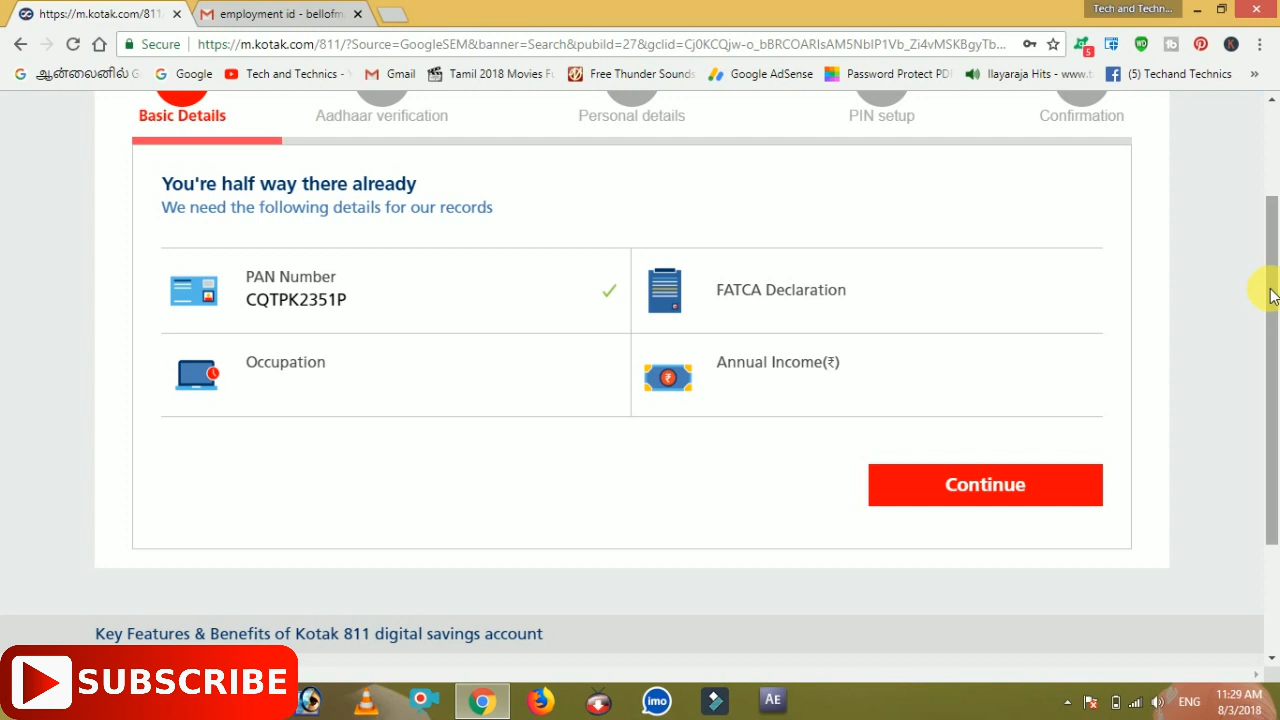 https://m.kotak.com/811/
employment id - bellofm
Tech and Techn...
Secure
https://m.kotak.com/811/?Source=GoogleSEM&banner=Search&pubiId=27&gclid=Cj0KCQjw-o_bBRCOARIsAM5NbIP1Vb_Zi4vMSKBgyTb...
5
ஆன்லைனில் G
Google
Tech and Technics -
Gmail
Tamil 2018 Movies Fu
Free Thunder Sounds
Google AdSense
Password Protect PD
Ilayaraja Hits - www.t
(5) Techand Technics
»
Basic Details
Aadhaar verification
Personal details
PIN setup
Confirmation
You're half way there already
We need the following details for our records
PAN Number
CQTPK2351P
FATCA Declaration
Occupation
Annual Income(₹)
Continue
Key Features & Benefits of Kotak 811 digital savings account
SUBSCRIBE
imo
AE
ENG
11:29 AM
8/3/2018